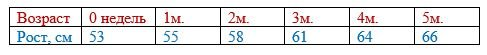 Возраст 0 недель 1м. 2м. 3м. 4м. 5м.
Рост, см 53 55 58 61 64 66